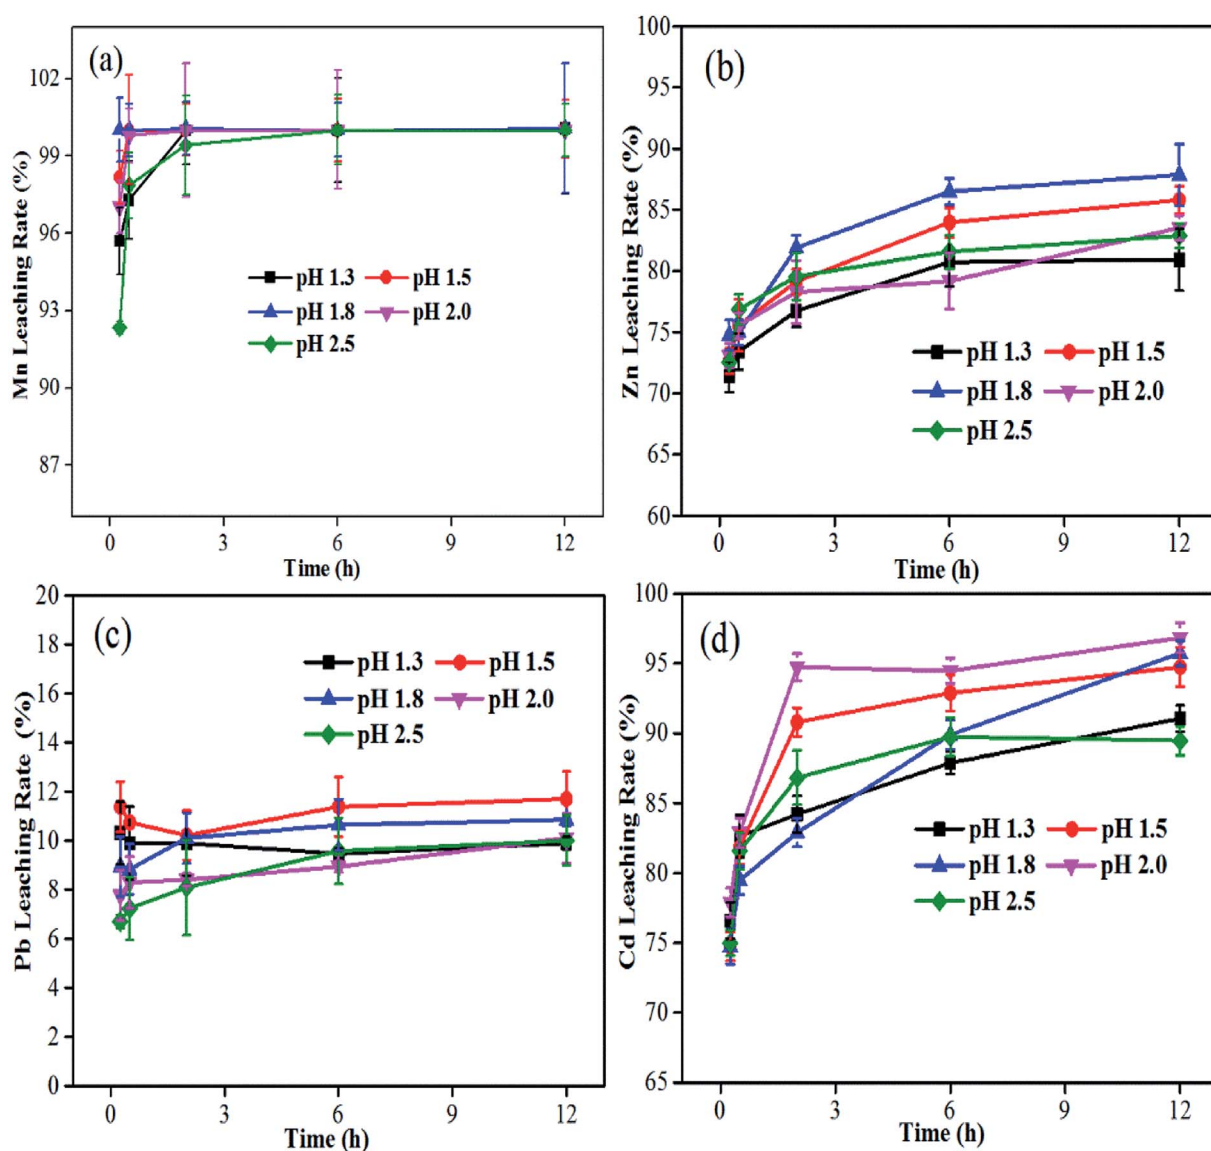 (a)
Mn Leaching Rate (%)
102
99
96
93
90
87
pH 1.3 pH 1.5
pH 1.8 pH 2.0
pH 2.5
0 3 6 9 12
Time (h)
(b)
Zn Leaching Rate (%)
100
95
90
85
80
75
70
65
60
pH 1.3 pH 1.5
pH 1.8 pH 2.0
pH 2.5
0 3 6 9 12
Time (h)
(c)
Pb Leaching Rate (%)
20
18
16
14
12
10
8
6
4
2
0
pH 1.3 pH 1.5
pH 1.8 pH 2.0
pH 2.5
0 3 6 9 12
Time (h)
(d)
Cd Leaching Rate (%)
100
95
90
85
80
75
70
65
pH 1.3 pH 1.5
pH 1.8 pH 2.0
pH 2.5
0 3 6 9 12
Time (h)